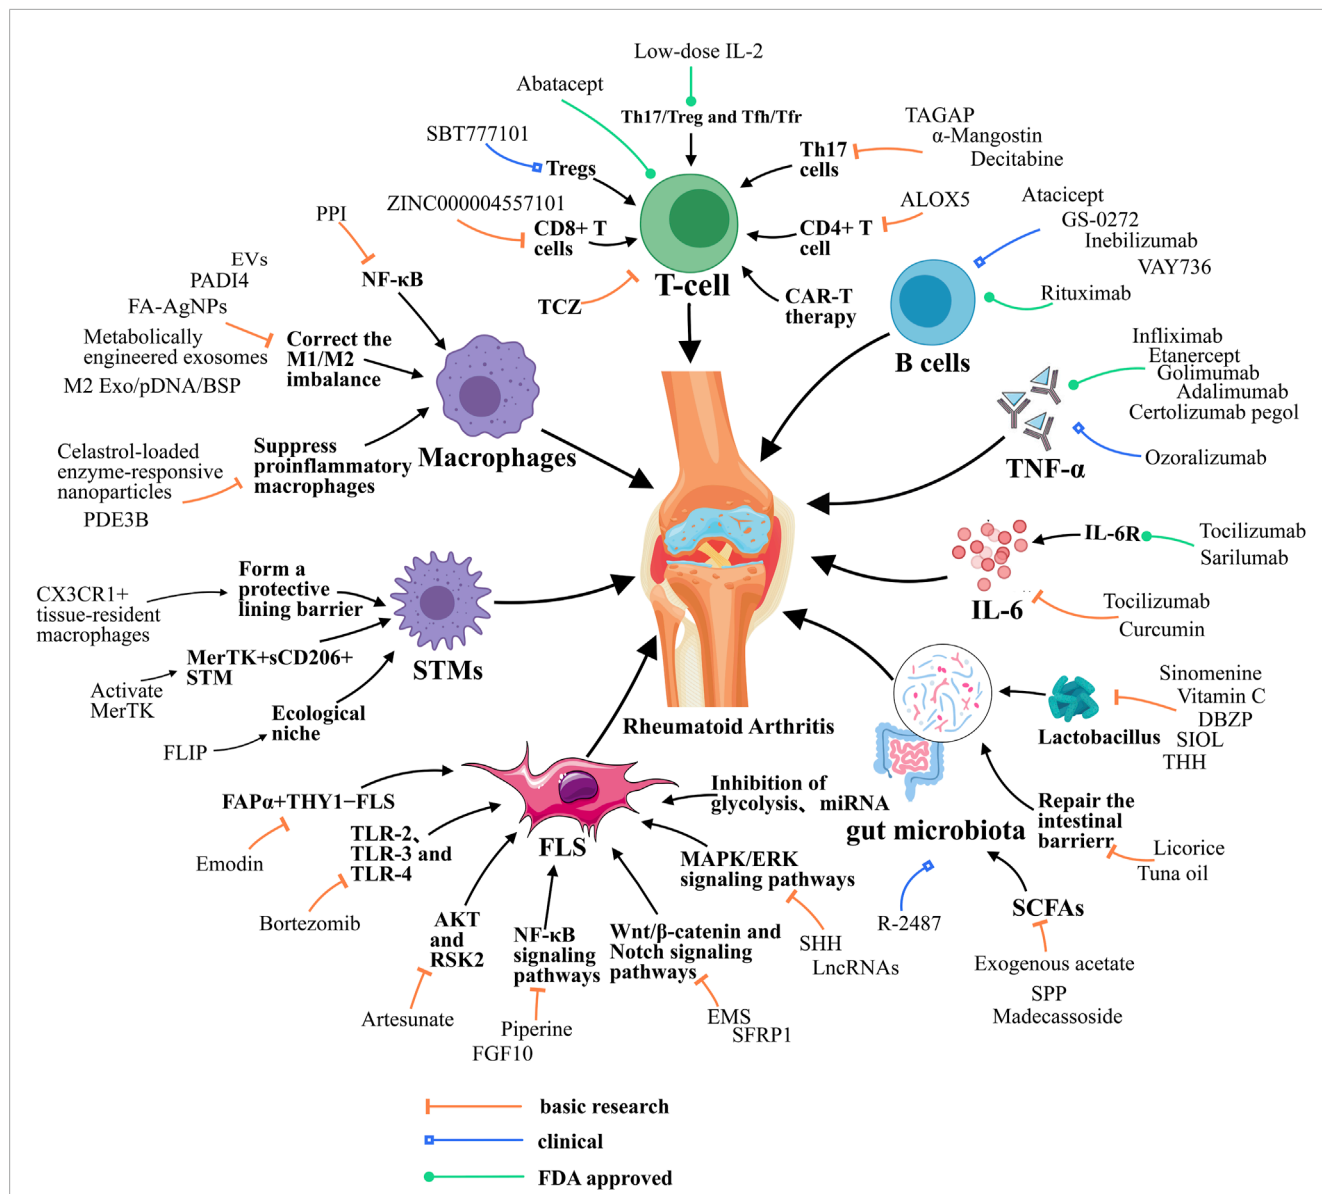 Low-dose IL-2
Abatacept
Th17/Treg and Tfh/Tfr
SBT777101
Tregs
ZINC000004557101
CD8+ T
cells
TCZ
TAGAP
α-Mangostin
Decitabine
Th17
cells
ALOX5
CD4+ T
cell
CAR-T
therapy
T-cell
Atacicept
GS-0272
Inebilizumab
VAY736
Rituximab
B cells
Infliximab
Etanercept
Golimumab
Adalimumab
Certolizumab pegol
Ozoralizumab
TNF-α
PPI
NF-κB
EVs
PADI4
FA-AgNPs
Metabolically
engineered exosomes
M2 Exo/pDNA/BSP
Correct the
M1/M2
imbalance
Celastrol-loaded
enzyme-responsive
nanoparticles
PDE3B
Suppress
proinflammatory
macrophages
Macrophages
IL-6R
Tocilizumab
Sarilumab
IL-6
Tocilizumab
Curcumin
CX3CR1+
tissue-resident
macrophages
Form a
protective
lining barrier
MerTK+sCD206+
STM
Activate
MerTK
Ecological
niche
FLIP
STMs
Rheumatoid Arthritis
Sinomenine
Vitamin C
DBZP
SIOL
THH
Lactobacillus
Repair the
intestinal
barrierr
Licorice
Tuna oil
gut microbiota
R-2487
SCFAs
Exogenous acetate
SPP
Madecassoside
FAPα+THY1−FLS
Emodin
TLR-2、
TLR-3 and
TLR-4
Bortezomib
AKT
and
RSK2
Artesunate
FLS
NF-κB
signaling
pathways
Piperine
FGF10
Inhibition of
glycolysis、miRNA
MAPK/ERK
signaling pathways
SHH
LncRNAs
Wnt/β-catenin and
Notch signaling
pathways
EMS
SFRP1
basic research
clinical
FDA approved